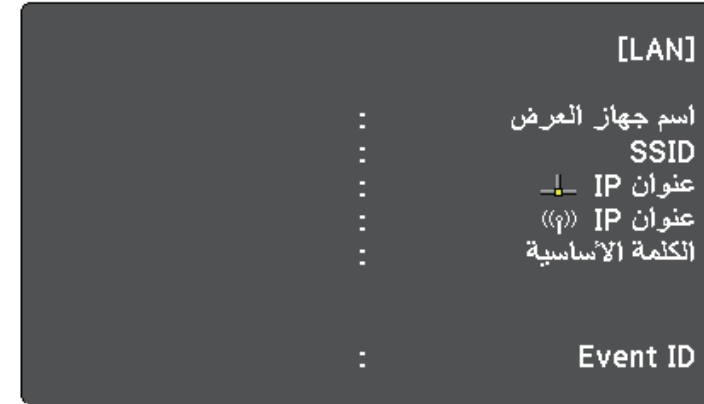 [LAN]
اسم جهاز العرض :
SSID :
عنوان IP :
عنوان IP :
الكلمة الأساسية :
Event ID :